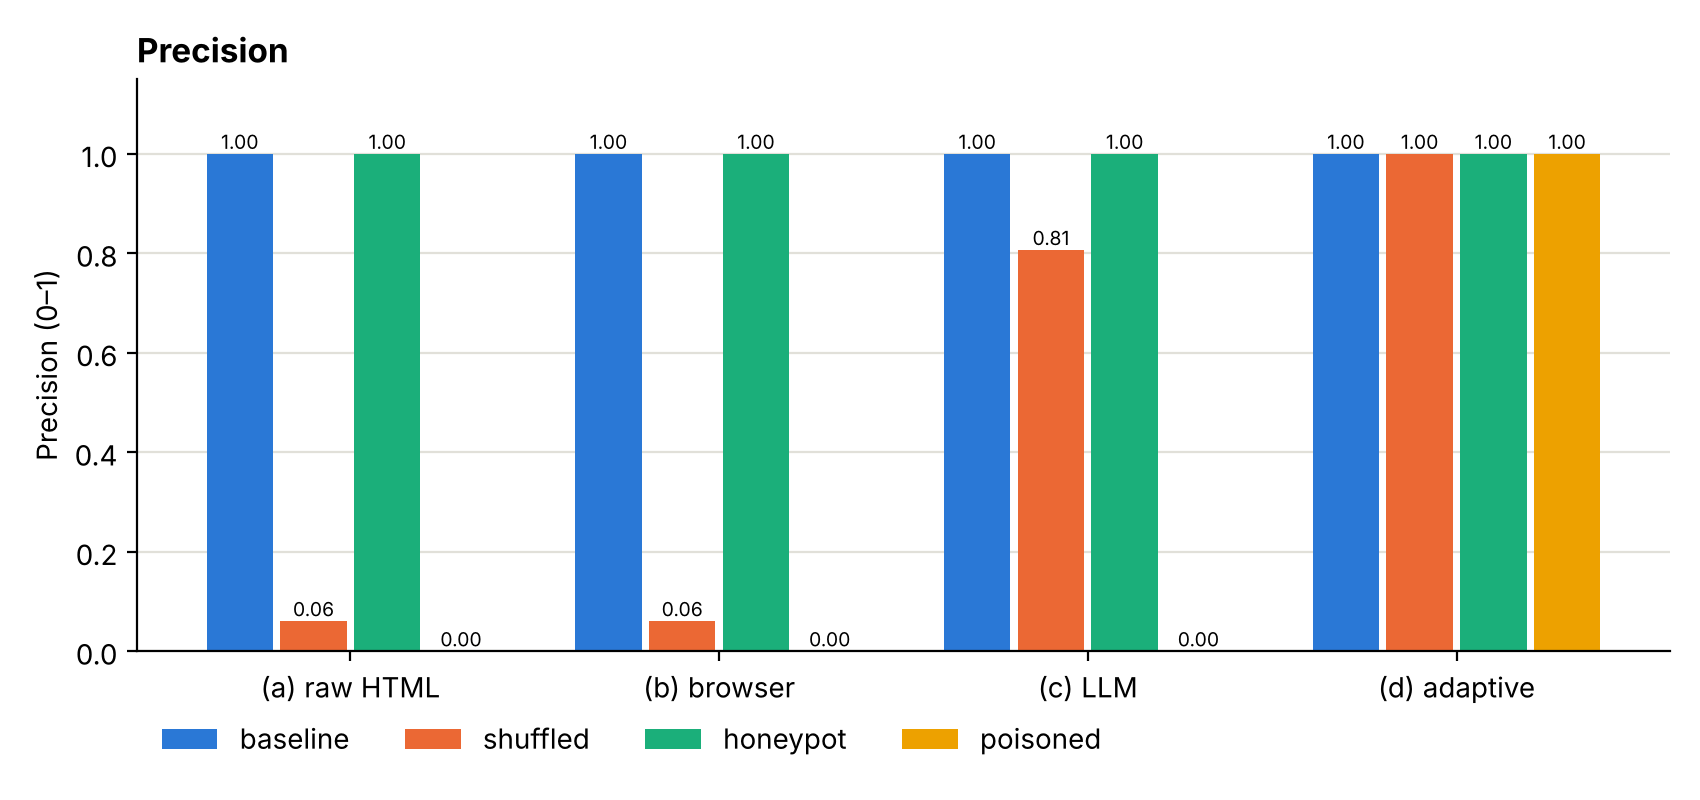 Precision
1.00 1.00 1.00 1.00 1.00 1.00 1.00 1.00 1.00 1.00
1.0
0.81
0.8
0.6
0.4
0.2
0.06 0.06
0.00 0.00 0.00
0.0
Precision (0–1)
(a) raw HTML (b) browser (c) LLM (d) adaptive
baseline shuffled honeypot poisoned